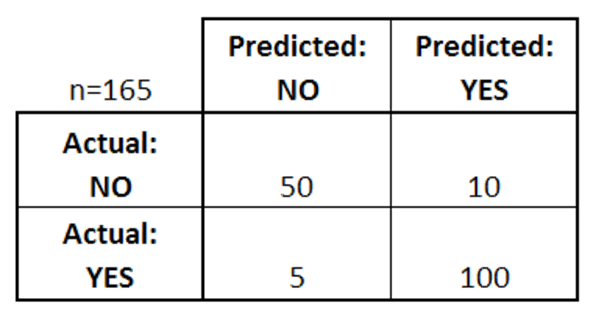 Predicted: Predicted:
n=165 NO YES
Actual:
NO 50 10
Actual:
YES 5 100